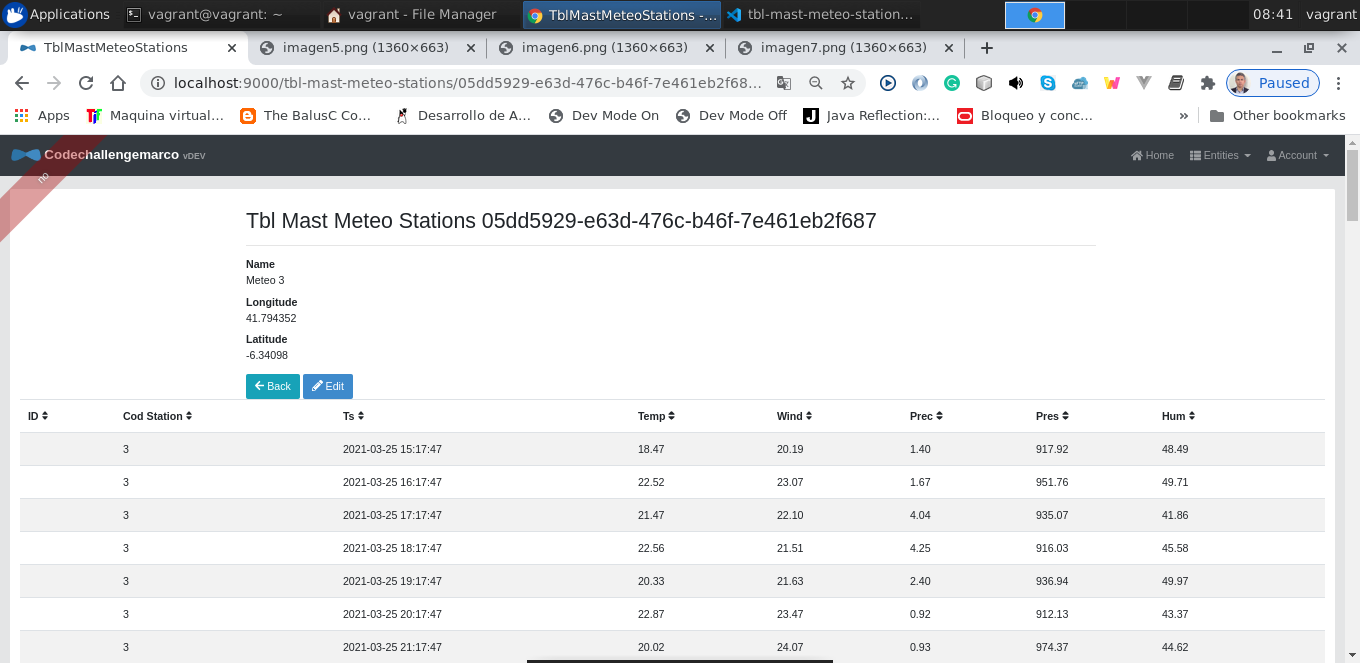 Applications vagrant@vagrant: ~ vagrant - File Manager TblMastMeteoStations -... tbl-mast-meteo-station... 08:41 vagrant
TblMastMeteoStations imagen5.png (1360×663) imagen6.png (1360×663) imagen7.png (1360×663)
localhost:9000/tbl-mast-meteo-stations/05dd5929-e63d-476c-b46f-7e461eb2f68... Paused
Apps Maquina virtual... The BalusC Co... Desarrollo de A... Dev Mode On Dev Mode Off Java Reflection:... Bloqueo y conc... » Other bookmarks
Codechallengemarco vDEV Home Entities Account
no
Tbl Mast Meteo Stations 05dd5929-e63d-476c-b46f-7e461eb2f687
Name
Meteo 3
Longitude
41.794352
Latitude
-6.34098
Back Edit
ID Cod Station Ts Temp Wind Prec Pres Hum
3 2021-03-25 15:17:47 18.47 20.19 1.40 917.92 48.49
3 2021-03-25 16:17:47 22.52 23.07 1.67 951.76 49.71
3 2021-03-25 17:17:47 21.47 22.10 4.04 935.07 41.86
3 2021-03-25 18:17:47 22.56 21.51 4.25 916.03 45.58
3 2021-03-25 19:17:47 20.33 21.63 2.40 936.94 49.97
3 2021-03-25 20:17:47 22.87 23.47 0.92 912.13 43.37
3 2021-03-25 21:17:47 20.02 24.07 0.93 974.37 44.62